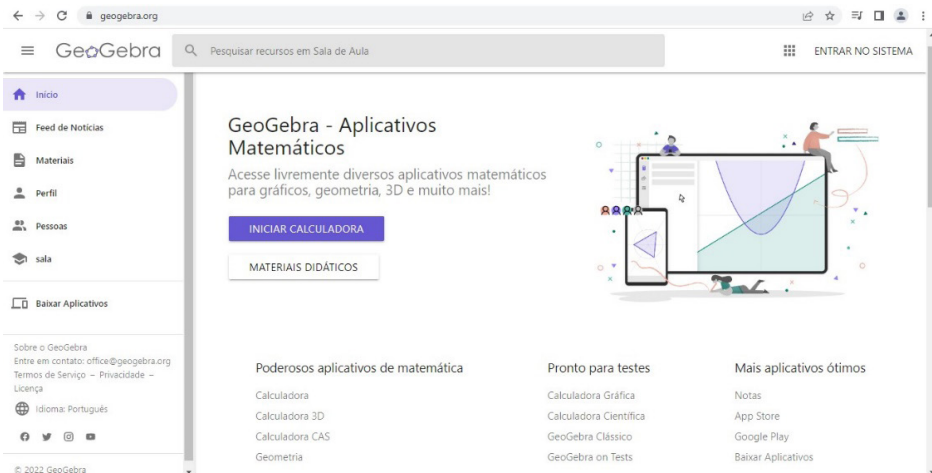 geogebra.org
GeoGebra
Pesquisar recursos em Sala de Aula
ENTRAR NO SISTEMA
Início
Feed de Notícias
Materiais
Perfil
Pessoas
sala
Baixar Aplicativos
Sobre o GeoGebra
Entre em contato: office@geogebra.org
Termos de Serviço – Privacidade –
Licença
Idioma: Português
© 2022 GeoGebra
GeoGebra - Aplicativos
Matemáticos
Acesse livremente diversos aplicativos matemáticos
para gráficos, geometria, 3D e muito mais!
INICIAR CALCULADORA
MATERIAIS DIDÁTICOS
Poderosos aplicativos de matemática
Calculadora
Calculadora 3D
Calculadora CAS
Geometria
Pronto para testes
Calculadora Gráfica
Calculadora Científica
GeoGebra Clássico
GeoGebra on Tests
Mais aplicativos ótimos
Notas
App Store
Google Play
Baixar Aplicativos